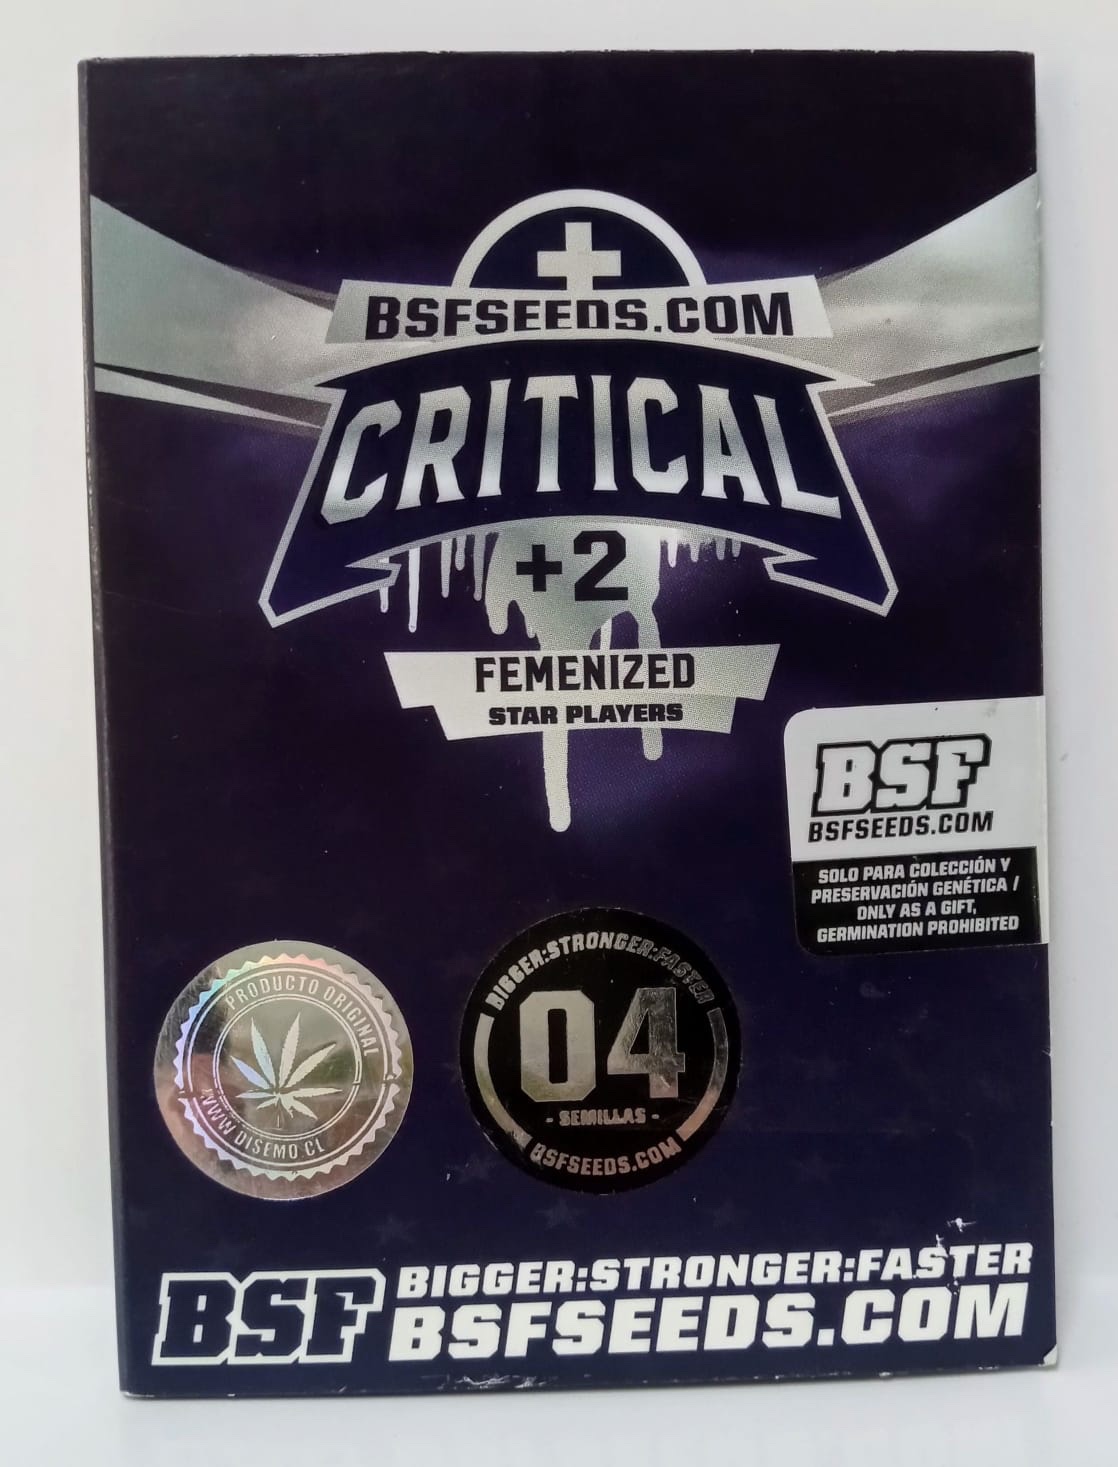 BSFSEEDS.COM
CRITICAL
+2
FEMENIZED
STAR PLAYERS
BSF
BSFSEEDS.COM
SOLO PARA COLECCIÓN Y
PRESERVACIÓN GENÉTICA /
ONLY AS A GIFT,
GERMINATION PROHIBITED
PRODUCTO ORIGINAL
WWW.DISEMO.CL
BIGGER:STRONGER:FASTER
04
- SEMILLAS -
BSFSEEDS.COM
BSF
BIGGER:STRONGER:FASTER
BSFSEEDS.COM